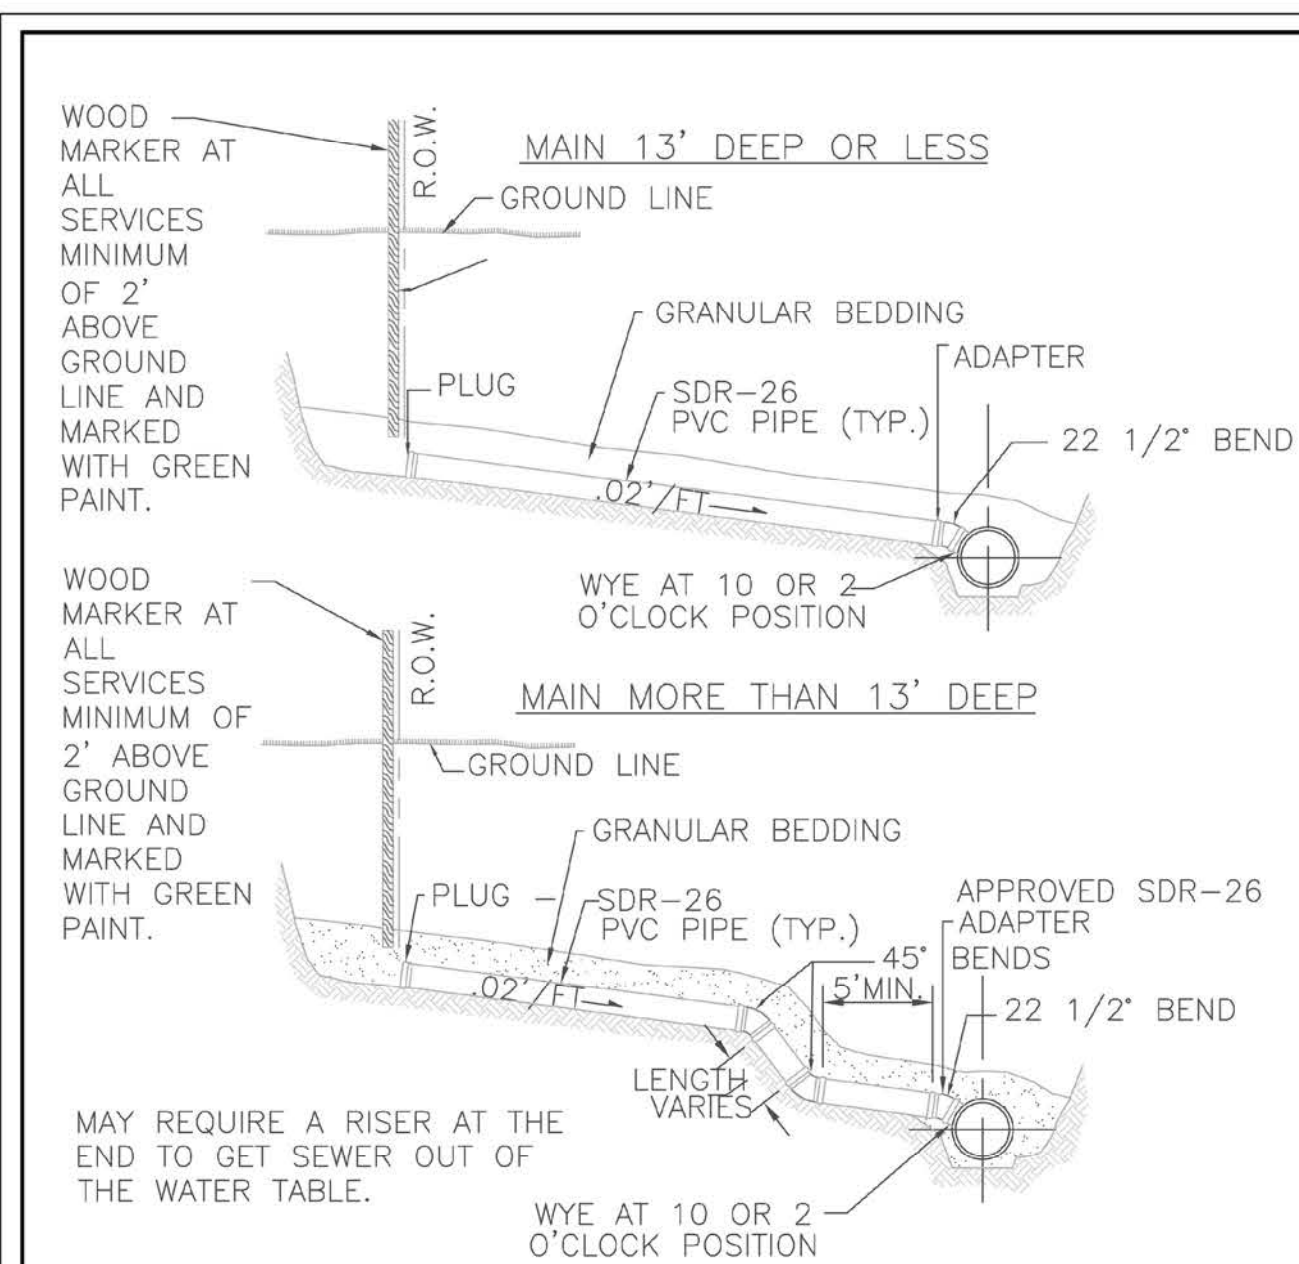 WOOD
MARKER AT
ALL
SERVICES
MINIMUM
OF 2'
ABOVE
GROUND
LINE AND
MARKED
WITH GREEN
PAINT.
R.O.W.
MAIN 13' DEEP OR LESS
GROUND LINE
GRANULAR BEDDING
ADAPTER
PLUG
SDR-26
PVC PIPE (TYP.)
22 1/2° BEND
.02'/FT
WYE AT 10 OR 2
O'CLOCK POSITION
WOOD
MARKER AT
ALL
SERVICES
MINIMUM OF
2' ABOVE
GROUND
LINE AND
MARKED
WITH GREEN
PAINT.
R.O.W.
MAIN MORE THAN 13' DEEP
GROUND LINE
GRANULAR BEDDING
PLUG
SDR-26
PVC PIPE (TYP.)
APPROVED SDR-26
ADAPTER
45° BENDS
5'MIN.
22 1/2° BEND
.02'/FT
LENGTH
VARIES
MAY REQUIRE A RISER AT THE
END TO GET SEWER OUT OF
THE WATER TABLE.
WYE AT 10 OR 2
O'CLOCK POSITION